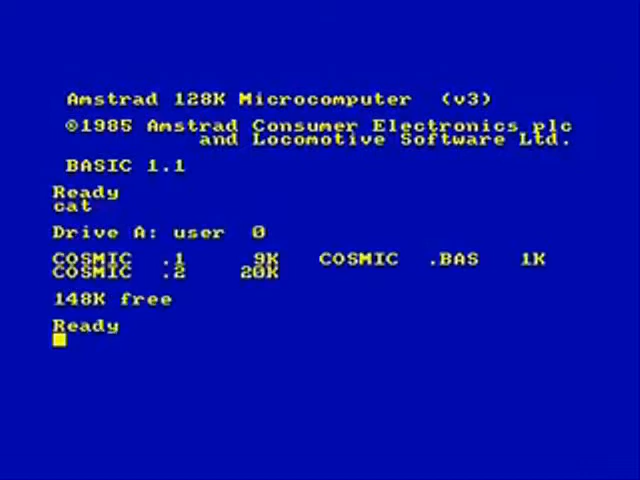 Amstrad 128K Microcomputer (v3)
©1985 Amstrad Consumer Electronics plc
and Locomotive Software Ltd.
BASIC 1.1
Ready
cat
Drive A: user 0
COSMIC .1 9K COSMIC .BAS 1K
COSMIC .2 20K
148K free
Ready